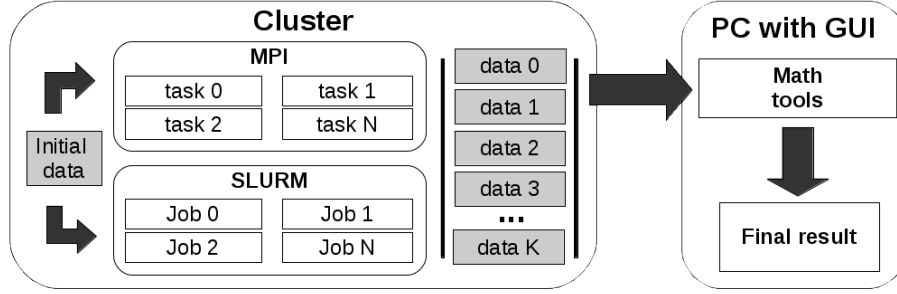 Cluster
MPI
task 0
task 1
task 2
task N
Initial
data
SLURM
Job 0
Job 1
Job 2
Job N
data 0
data 1
data 2
data 3
...
data K
PC with GUI
Math
tools
Final result